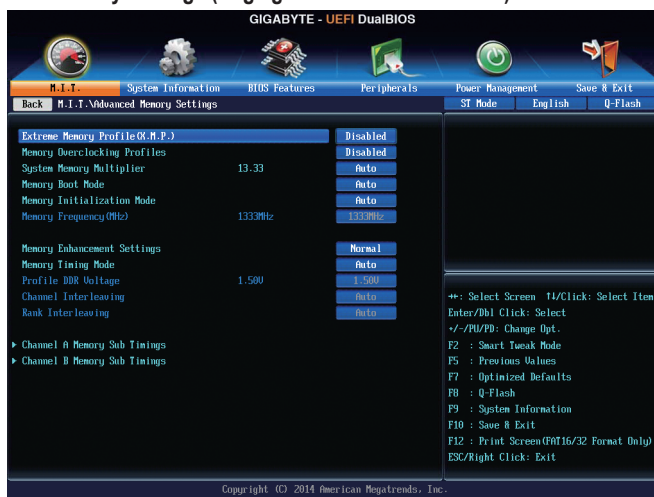 GIGABYTE - UEFI DualBIOS
M.I.T. System Information BIOS Features Peripherals Power Management Save & Exit
Back M.I.T.\Advanced Memory Settings ST Mode English Q-Flash
Extreme Memory Profile(X.M.P.) Disabled
Memory Overclocking Profiles Disabled
System Memory Multiplier 13.33 Auto
Memory Boot Mode Auto
Memory Initialization Mode Auto
Memory Frequency(MHz) 1333MHz 1333MHz
Memory Enhancement Settings Normal
Memory Timing Mode Auto
Profile DDR Voltage 1.50V 1.50V
Channel Interleaving Auto
Rank Interleaving Auto
Channel A Memory Sub Timings
Channel B Memory Sub Timings
→←: Select Screen ↑↓/Click: Select Item
Enter/Dbl Click: Select
+/-/PU/PD: Change Opt.
F2 : Smart Tweak Mode
F5 : Previous Values
F7 : Optimized Defaults
F8 : Q-Flash
F9 : System Information
F10 : Save & Exit
F12 : Print Screen(FAT16/32 Format Only)
ESC/Right Click: Exit
Copyright (C) 2014 American Megatrends, Inc.